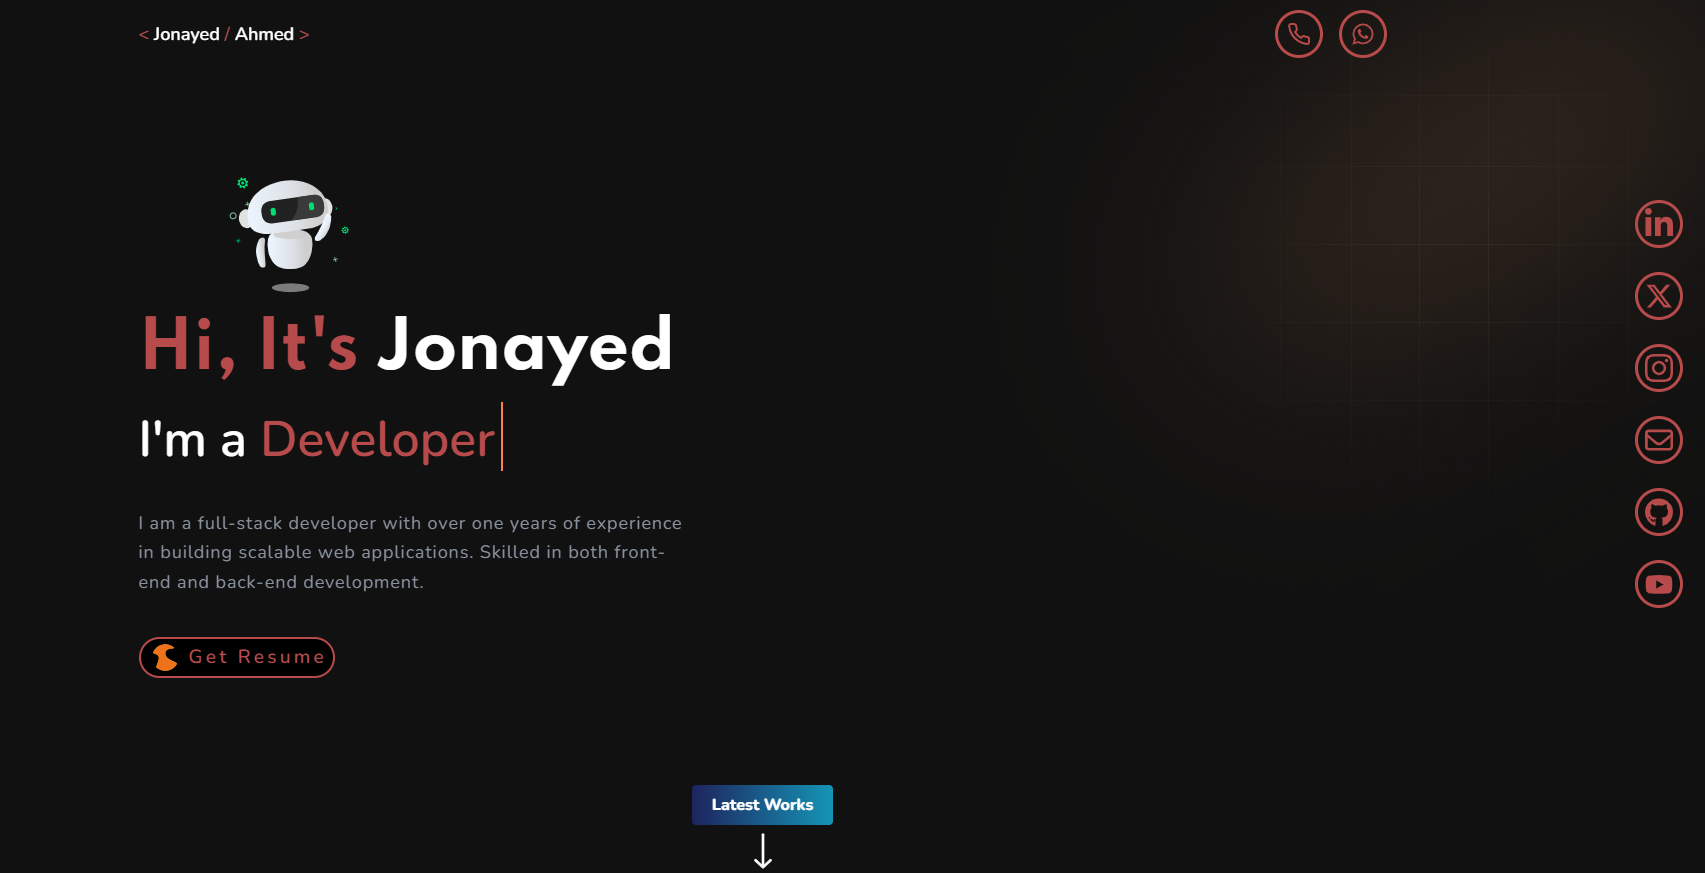 < Jonayed / Ahmed >
Hi, It's Jonayed
I'm a Developer
I am a full-stack developer with over one years of experience
in building scalable web applications. Skilled in both front-
end and back-end development.
Get Resume
in
X
Latest Works